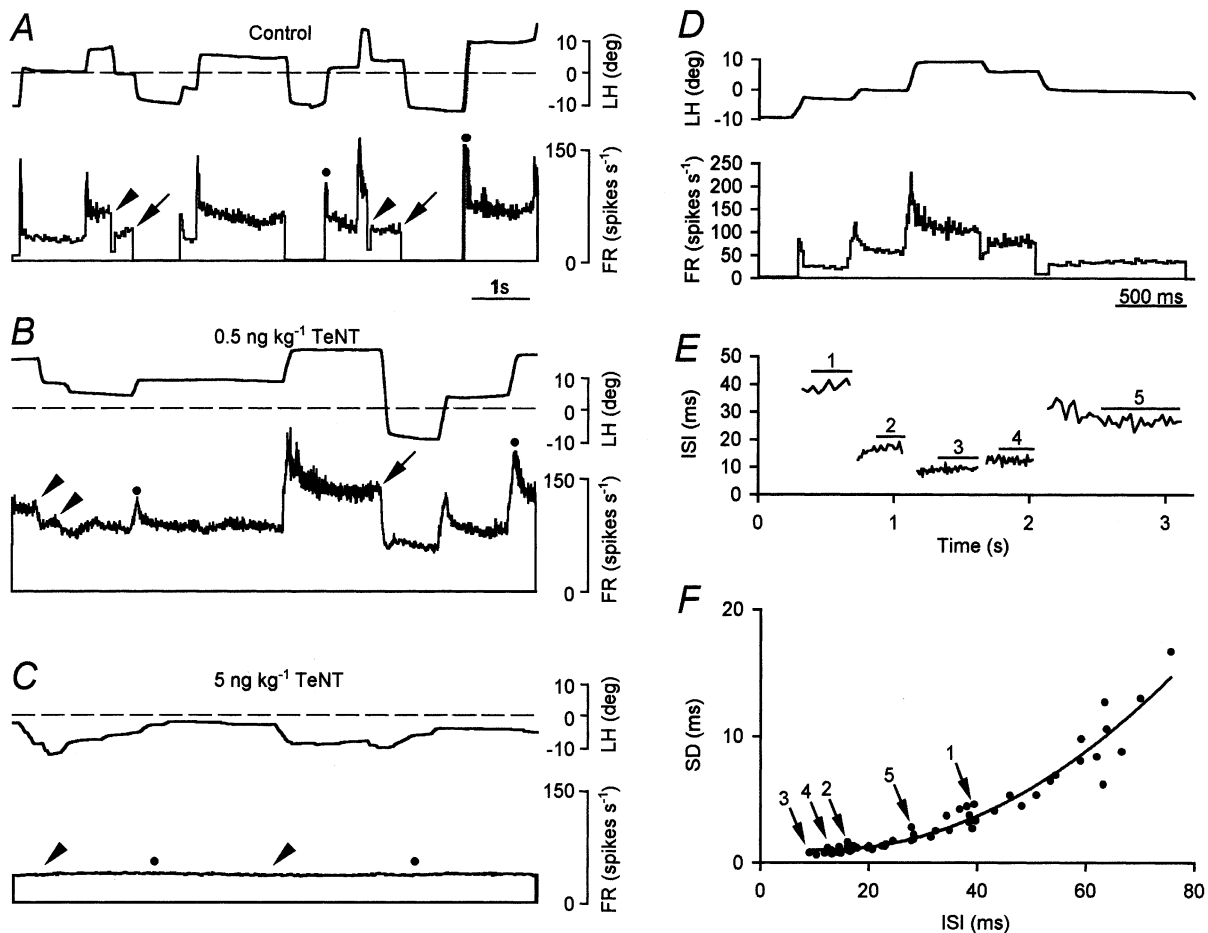 A
Control
10
0
-10
LH (deg)
150
0
FR (spikes s⁻¹)
1s
B
0.5 ng kg⁻¹ TeNT
10
0
-10
LH (deg)
150
0
FR (spikes s⁻¹)
C
5 ng kg⁻¹ TeNT
10
0
-10
LH (deg)
150
0
FR (spikes s⁻¹)
D
LH (deg)
10
0
-10
FR (spikes s⁻¹)
250
200
150
100
50
0
500 ms
E
ISI (ms)
50
40
30
20
10
0
1
2
3
4
5
0 1 2 3
Time (s)
F
SD (ms)
20
10
0
3 4 2 5 1
0 20 40 60 80
ISI (ms)